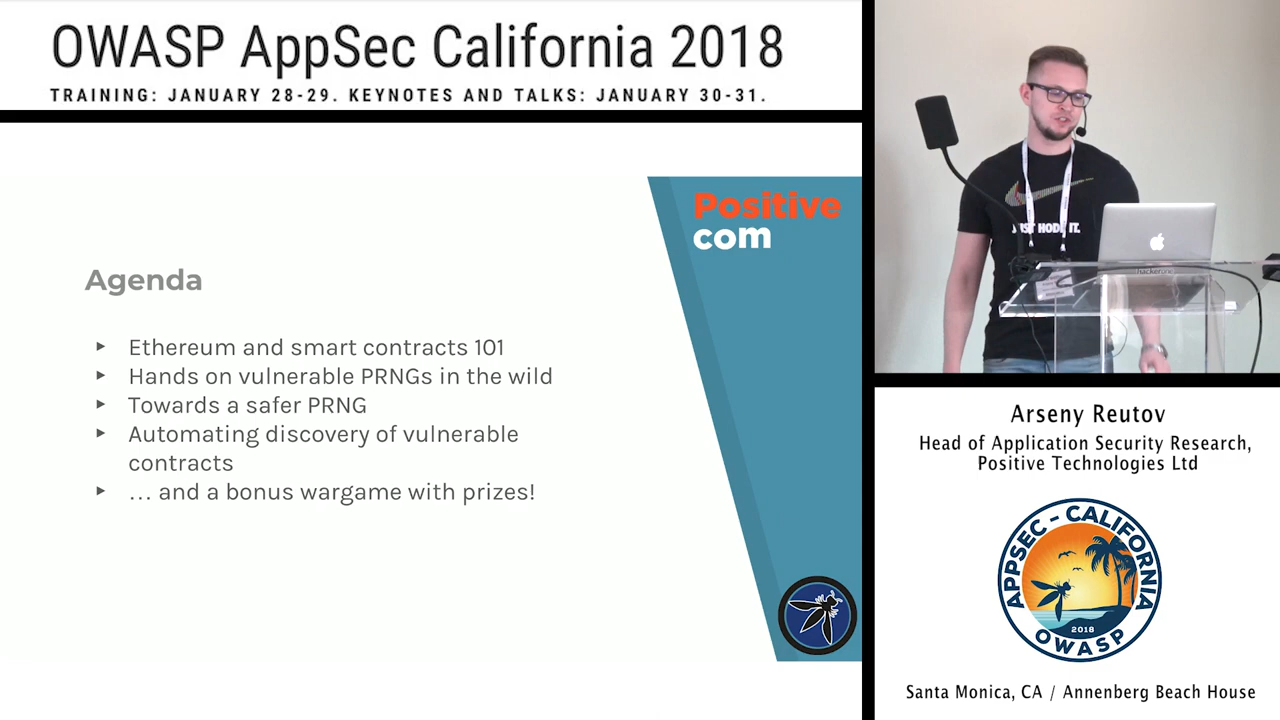 OWASP AppSec California 2018
TRAINING: JANUARY 28-29. KEYNOTES AND TALKS: JANUARY 30-31.
Positive
com
Agenda
‣ Ethereum and smart contracts 101
‣ Hands on vulnerable PRNGs in the wild
‣ Towards a safer PRNG
‣ Automating discovery of vulnerable
contracts
‣ … and a bonus wargame with prizes!
hackerone
Arseny Reutov
Head of Application Security Research,
Positive Technologies Ltd
APPSEC - CALIFORNIA
2018
OWASP
Santa Monica, CA / Annenberg Beach House